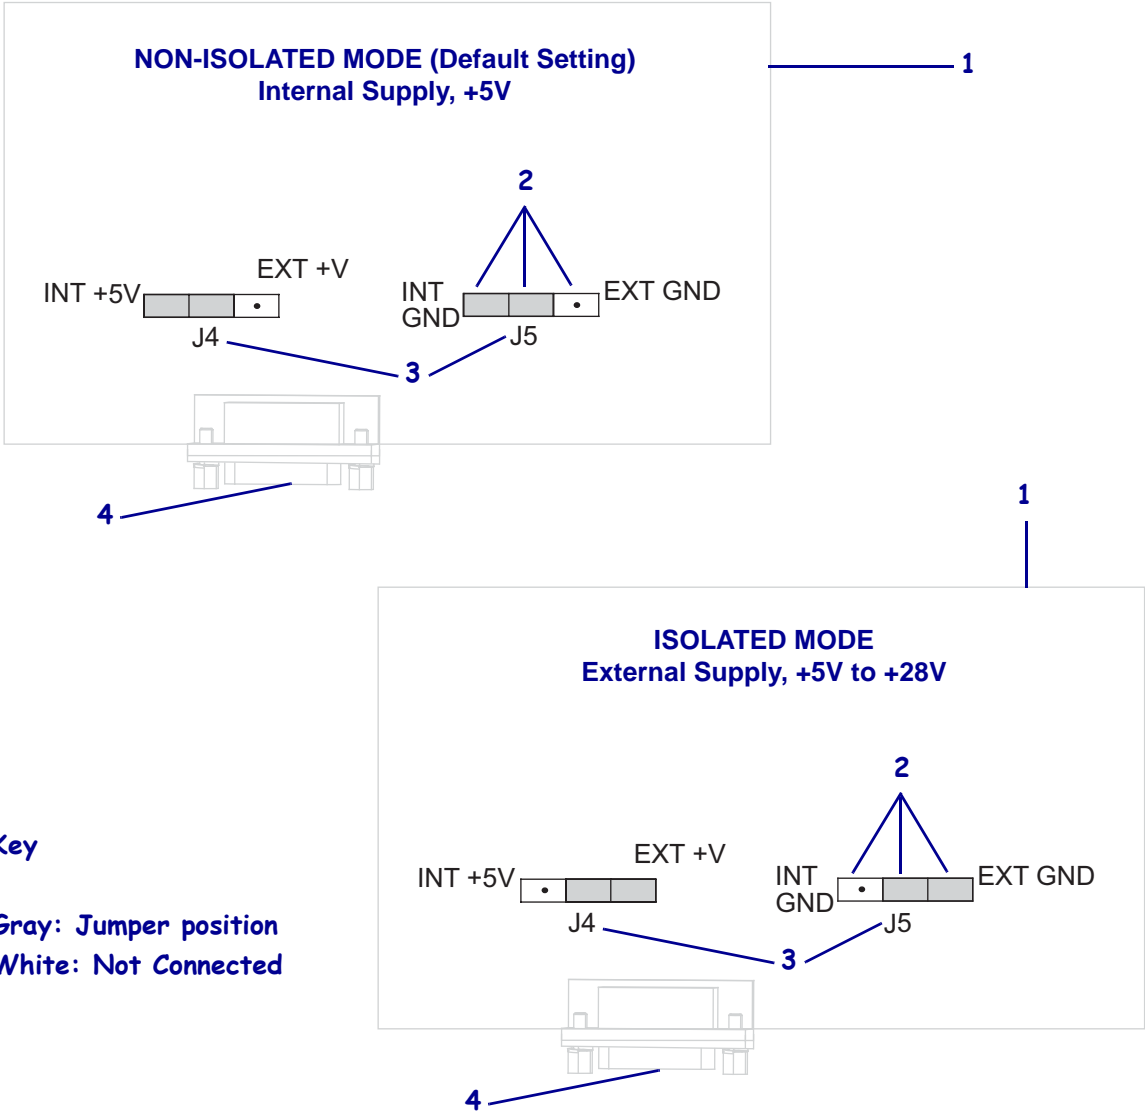 NON-ISOLATED MODE (Default Setting)
Internal Supply, +5V
1
2
INT +5V
EXT +V
INT
GND
EXT GND
J4
J5
3
4
1
ISOLATED MODE
External Supply, +5V to +28V
2
INT +5V
EXT +V
INT
GND
EXT GND
J4
J5
3
4
Key
Gray: Jumper position
White: Not Connected